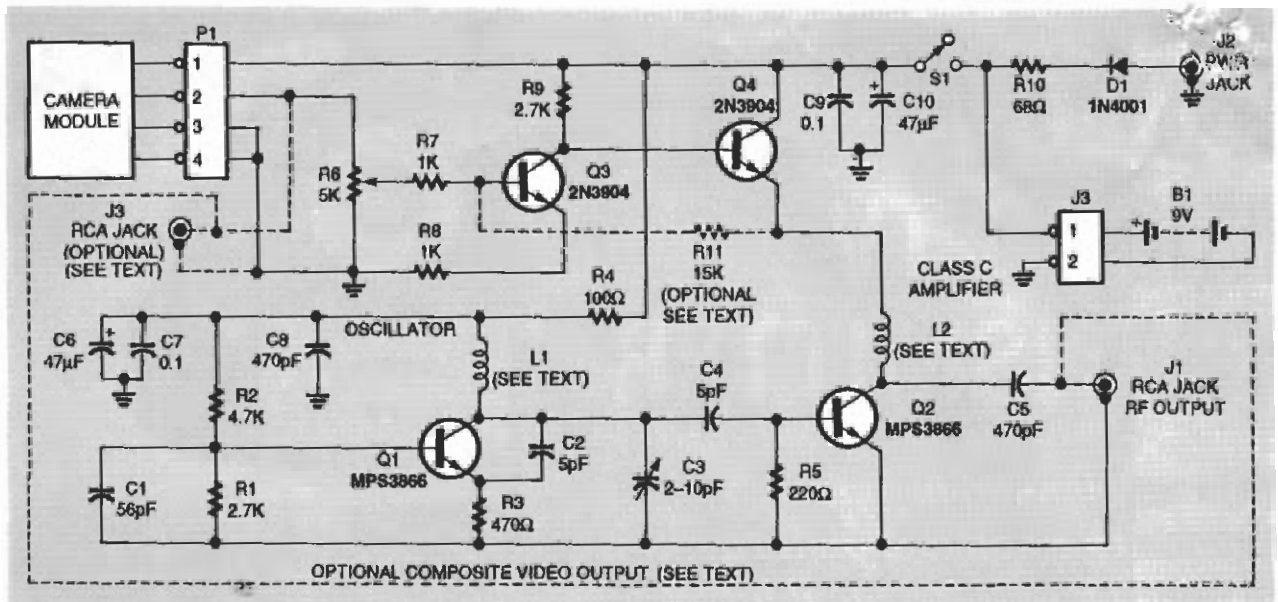 P1
CAMERA
MODULE
1
2
3
4
J3
RCA JACK
(OPTIONAL)
(SEE TEXT)
R6
5K
R7
1K
R8
1K
R9
2.7K
Q3
2N3904
Q4
2N3904
C9
0.1
C10
47µF
+
S1
R10
68Ω
D1
1N4001
J2
PWR
JACK
R11
15K
(OPTIONAL
SEE TEXT)
R4
100Ω
CLASS C
AMPLIFIER
J3
1
2
B1
9V
+
C6
47µF
+
C7
0.1
C8
470pF
OSCILLATOR
L1
(SEE TEXT)
L2
(SEE TEXT)
R2
4.7K
C4
5pF
J1
RCA JACK
RF OUTPUT
C5
470pF
Q2
MPS3866
Q1
MPS3866
C2
5pF
C3
2–10pF
R5
220Ω
C1
56pF
R1
2.7K
R3
470Ω
OPTIONAL COMPOSITE VIDEO OUTPUT (SEE TEXT)